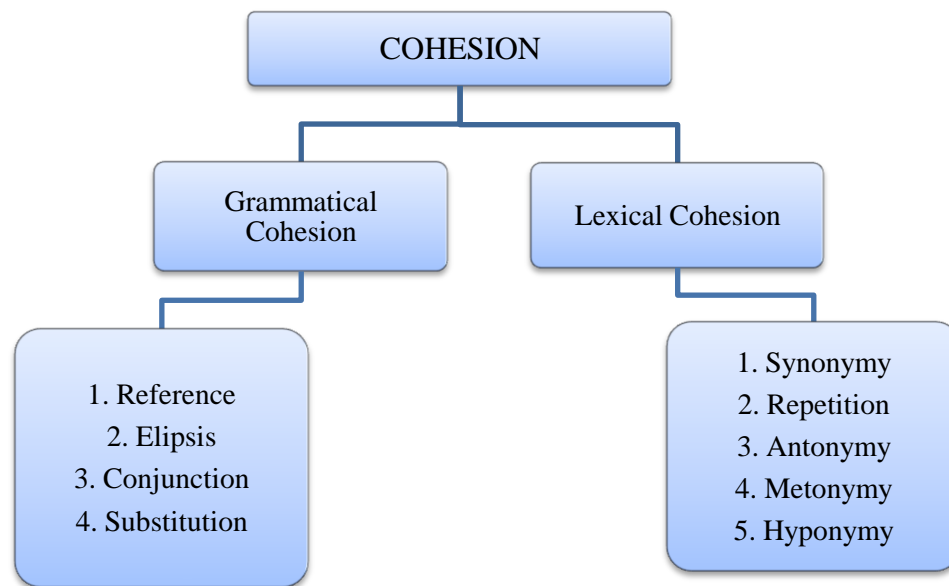 COHESION
Grammatical
Cohesion
Lexical Cohesion
1. Reference
2. Elipsis
3. Conjunction
4. Substitution
1. Synonymy
2. Repetition
3. Antonymy
4. Metonymy
5. Hyponymy